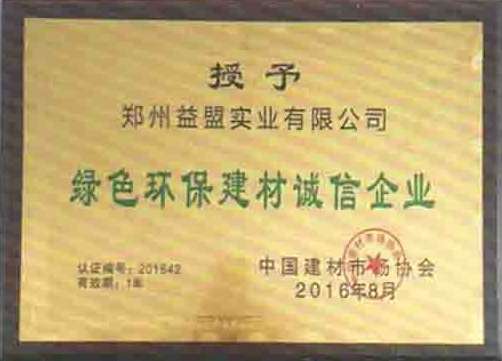 授予
郑州益盟实业有限公司
绿色环保建材诚信企业
认证编号：201642
有效期：1年
中国建材市场协会
2016年8月